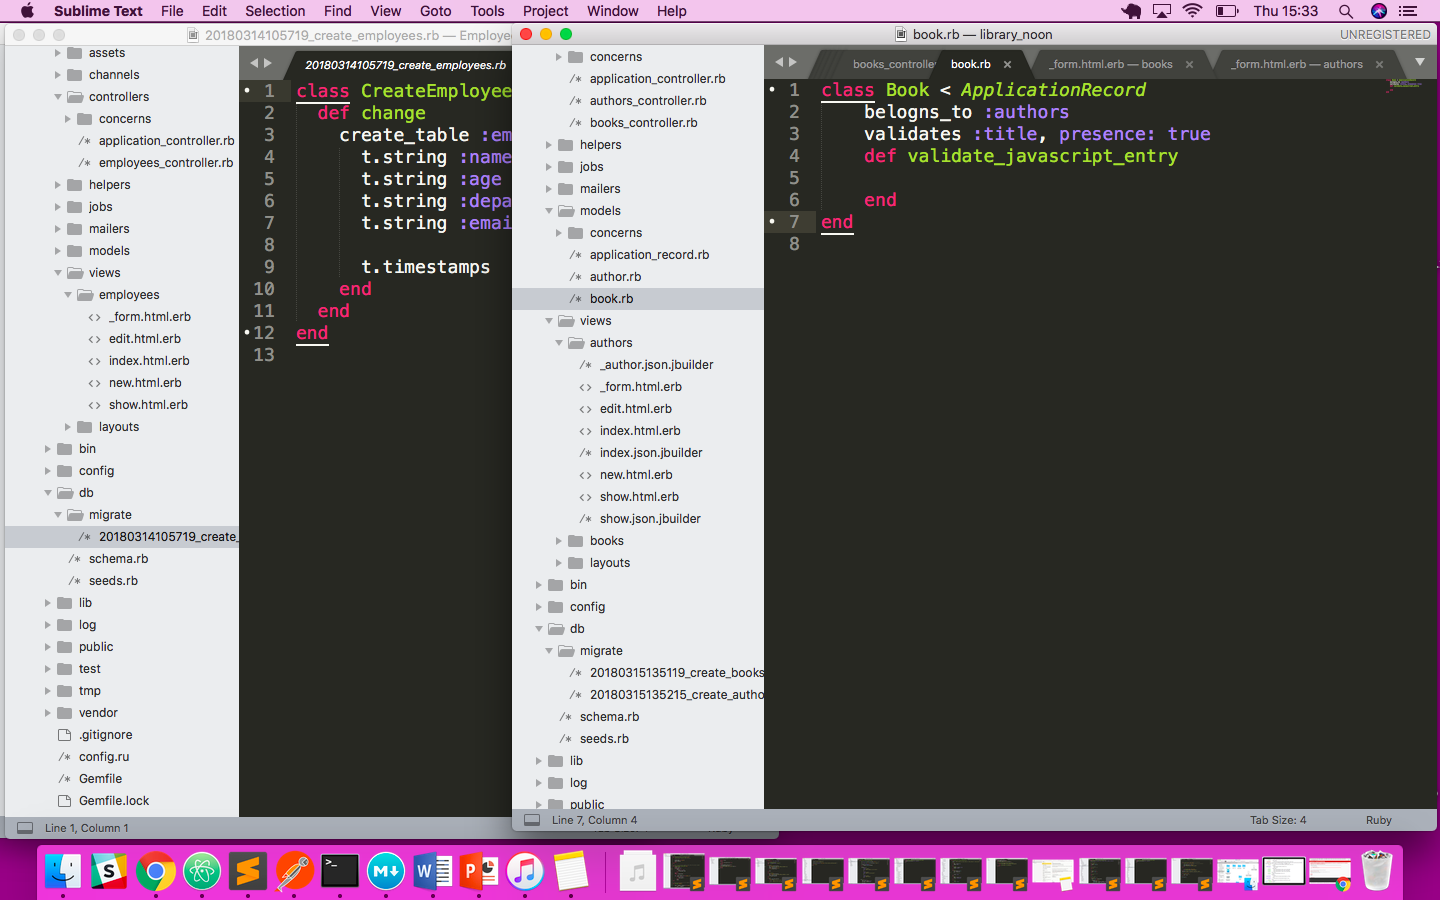 Sublime Text File Edit Selection Find View Goto Tools Project Window Help Thu 15:33
20180314105719_create_employees.rb — Employe
assets
channels
controllers
concerns
application_controller.rb
employees_controller.rb
helpers
jobs
mailers
models
views
employees
_form.html.erb
edit.html.erb
index.html.erb
new.html.erb
show.html.erb
layouts
bin
config
db
migrate
20180314105719_create_
schema.rb
seeds.rb
lib
log
public
test
tmp
vendor
.gitignore
config.ru
Gemfile
Gemfile.lock
20180314105719_create_employees.rb
1 class CreateEmployee
2 def change
3 create_table :em
4 t.string :name
5 t.string :age
6 t.string :depa
7 t.string :emai
8
9 t.timestamps
10 end
11 end
12 end
13
Line 1, Column 1
book.rb — library_noon UNREGISTERED
concerns
application_controller.rb
authors_controller.rb
books_controller.rb
helpers
jobs
mailers
models
concerns
application_record.rb
author.rb
book.rb
views
authors
_author.json.jbuilder
_form.html.erb
edit.html.erb
index.html.erb
index.json.jbuilder
new.html.erb
show.html.erb
show.json.jbuilder
books
layouts
bin
config
db
migrate
20180315135119_create_books
20180315135215_create_autho
schema.rb
seeds.rb
lib
log
public
books_controlle book.rb _form.html.erb — books _form.html.erb — authors
1 class Book < ApplicationRecord
2 belogns_to :authors
3 validates :title, presence: true
4 def validate_javascript_entry
5
6 end
7 end
8
Line 7, Column 4 Tab Size: 4 Ruby